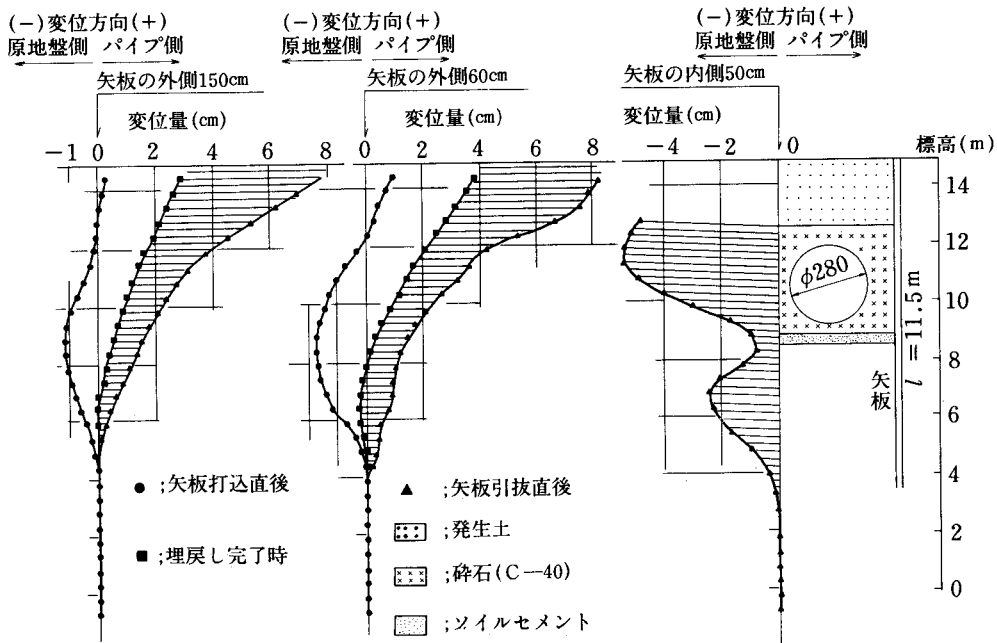 (−)変位方向(+)
原地盤側 パイプ側
矢板の外側150cm
変位量(cm)
−1 0 2 4 6 8
(−)変位方向(+)
原地盤側 パイプ側
矢板の外側60cm
変位量(cm)
0 2 4 6 8
(−)変位方向(+)
原地盤側 パイプ側
矢板の内側50cm
変位量(cm)
−4 −2 0
標高(m)
14
12
10
8
6
4
2
0
φ280
矢板
l=11.5m
●;矢板打込直後
■;埋戻し完了時
▲;矢板引抜直後
;発生土
;砕石(C−40)
;ソイルセメント